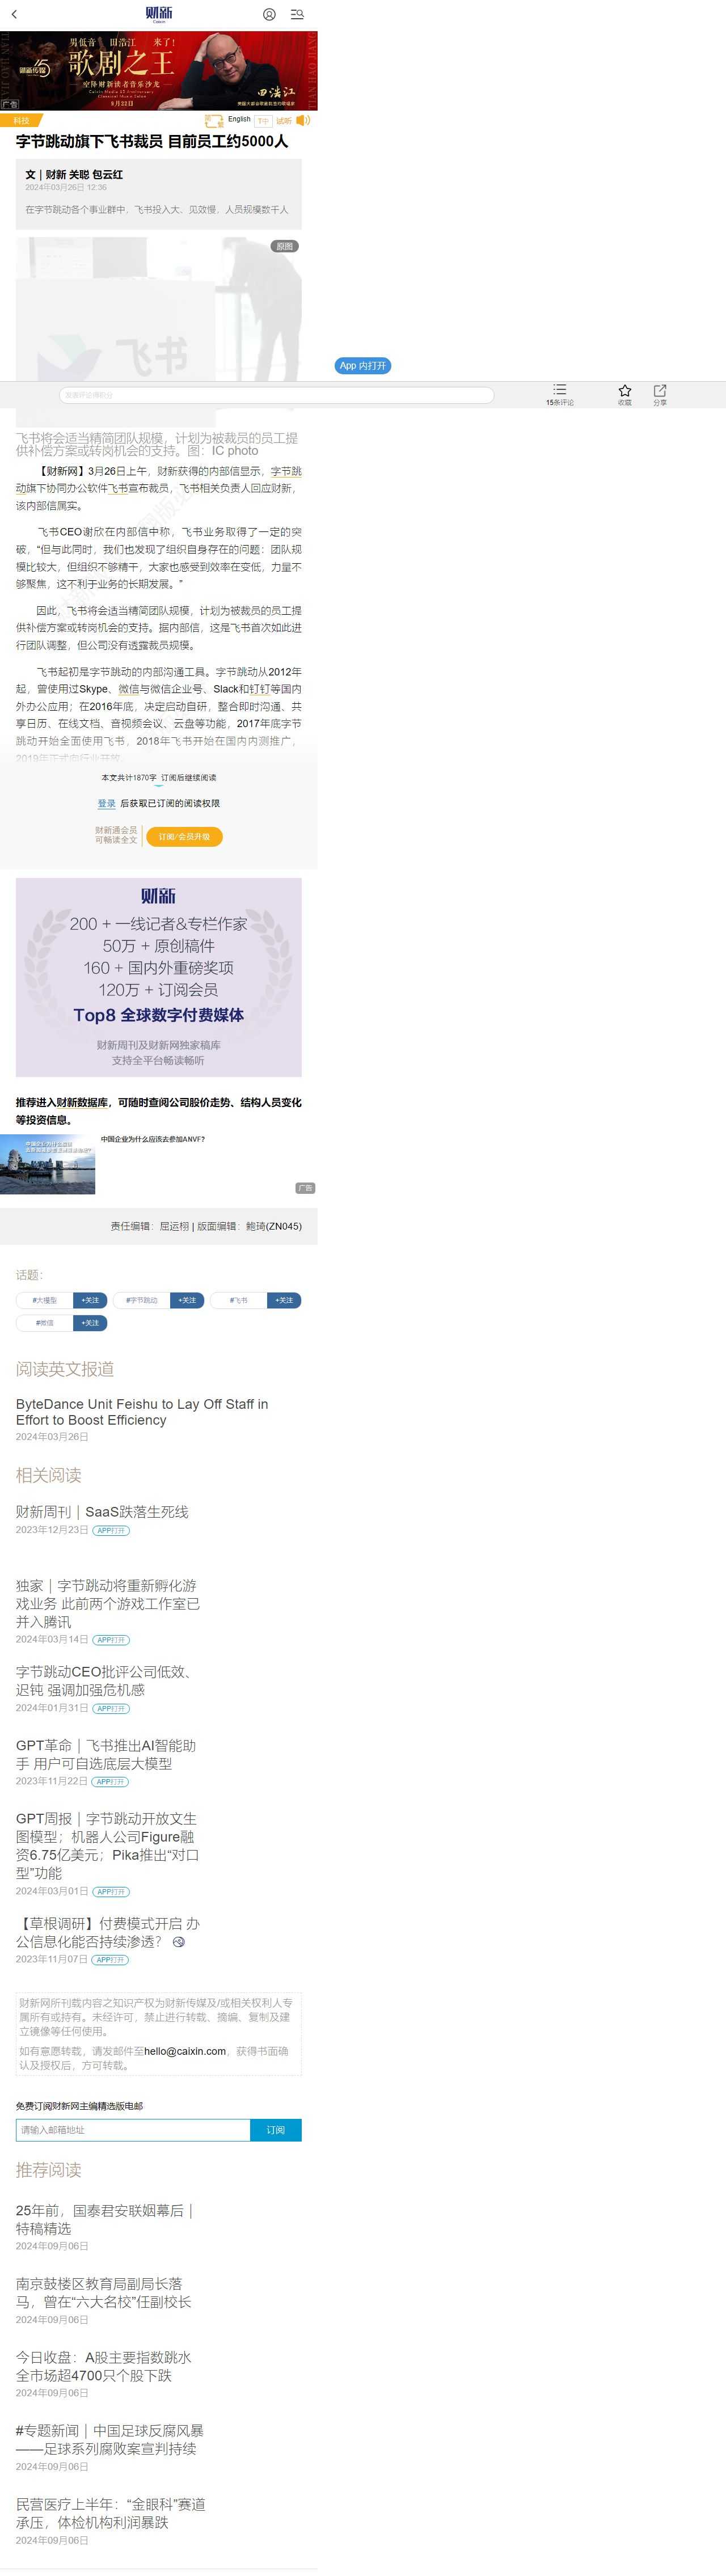 财新
Caixin
男低音 田浩江 来了！
歌剧之王
财新传媒 15
空降财新读者音乐沙龙
Caixin Media 15 Anniversary
Classical Music Salon
9月22日
田浩江
美国大都会歌剧院签约歌唱家
广告
科技
English
T中
试听
字节跳动旗下飞书裁员 目前员工约5000人
文｜财新 关聪 包云红
2024年03月26日 12:36
在字节跳动各个事业群中，飞书投入大、见效慢，人员规模数千人
原图
飞书
App 内打开
发表评论得积分
15条评论
收藏
分享
飞书将会适当精简团队规模，计划为被裁员的员工提
供补偿方案或转岗机会的支持。图：IC photo
【财新网】3月26日上午，财新获得的内部信显示，字节跳
动旗下协同办公软件飞书宣布裁员，飞书相关负责人回应财新，
该内部信属实。
飞书CEO谢欣在内部信中称，飞书业务取得了一定的突
破，“但与此同时，我们也发现了组织自身存在的问题：团队规
模比较大，但组织不够精干，大家也感受到效率在变低，力量不
够聚焦，这不利于业务的长期发展。”
因此，飞书将会适当精简团队规模，计划为被裁员的员工提
供补偿方案或转岗机会的支持。据内部信，这是飞书首次如此进
行团队调整，但公司没有透露裁员规模。
飞书起初是字节跳动的内部沟通工具。字节跳动从2012年
起，曾使用过Skype、微信与微信企业号、Slack和钉钉等国内
外办公应用；在2016年底，决定启动自研，整合即时沟通、共
享日历、在线文档、音视频会议、云盘等功能，2017年底字节
跳动开始全面使用飞书，2018年飞书开始在国内内测推广，
2019年正式向行业开放。
本文共计1870字 订阅后继续阅读
登录 后获取已订阅的阅读权限
财新通会员
可畅读全文
订阅/会员升级
财新
200 + 一线记者&专栏作家
50万 + 原创稿件
160 + 国内外重磅奖项
120万 + 订阅会员
Top8 全球数字付费媒体
财新周刊及财新网独家稿库
支持全平台畅读畅听
推荐进入财新数据库，可随时查阅公司股价走势、结构人员变化
等投资信息。
中国企业为什么应该去参加ANVF?
广告
责任编辑：屈运栩 | 版面编辑：鲍琦(ZN045)
话题：
#大模型 +关注 #字节跳动 +关注 #飞书 +关注
#微信 +关注
阅读英文报道
ByteDance Unit Feishu to Lay Off Staff in
Effort to Boost Efficiency
2024年03月26日
相关阅读
财新周刊｜SaaS跌落生死线
2023年12月23日 APP打开
独家｜字节跳动将重新孵化游
戏业务 此前两个游戏工作室已
并入腾讯
2024年03月14日 APP打开
字节跳动CEO批评公司低效、
迟钝 强调加强危机感
2024年01月31日 APP打开
GPT革命｜飞书推出AI智能助
手 用户可自选底层大模型
2023年11月22日 APP打开
GPT周报｜字节跳动开放文生
图模型；机器人公司Figure融
资6.75亿美元；Pika推出“对口
型”功能
2024年03月01日 APP打开
【草根调研】付费模式开启 办
公信息化能否持续渗透？
2023年11月07日 APP打开
财新网所刊载内容之知识产权为财新传媒及/或相关权利人专
属所有或持有。未经许可，禁止进行转载、摘编、复制及建
立镜像等任何使用。
如有意愿转载，请发邮件至hello@caixin.com，获得书面确
认及授权后，方可转载。
免费订阅财新网主编精选版电邮
请输入邮箱地址
订阅
推荐阅读
25年前，国泰君安联姻幕后｜
特稿精选
2024年09月06日
南京鼓楼区教育局副局长落
马，曾在“六大名校”任副校长
2024年09月06日
今日收盘：A股主要指数跳水
全市场超4700只个股下跌
2024年09月06日
#专题新闻｜中国足球反腐风暴
——足球系列腐败案宣判持续
2024年09月06日
民营医疗上半年：“金眼科”赛道
承压，体检机构利润暴跌
2024年09月06日